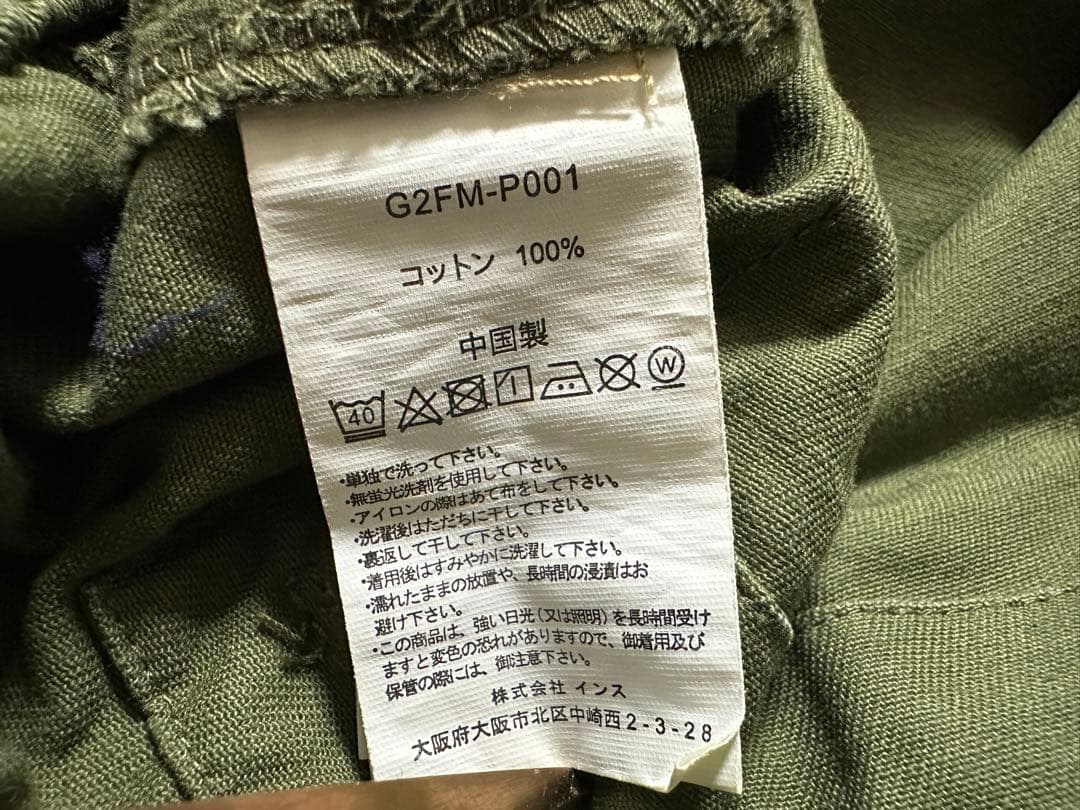 G2FM-P001
コットン 100%
中国製
40 W
・単独で洗って下さい。
・無蛍光洗剤を使用して下さい。
・アイロンの際はあて布をして下さい。
・洗濯後はただちに干して下さい。
・裏返して干して下さい。
・着用後はすみやかに洗濯して下さい。
・濡れたままの放置や、長時間の浸漬はお
避け下さい。
・この商品は、強い日光(又は照明)を長時間受け
ますと変色の恐れがありますので、御着用及び
保管の際には、御注意下さい。
株式会社 インス
大阪府大阪市北区中崎西2-3-28